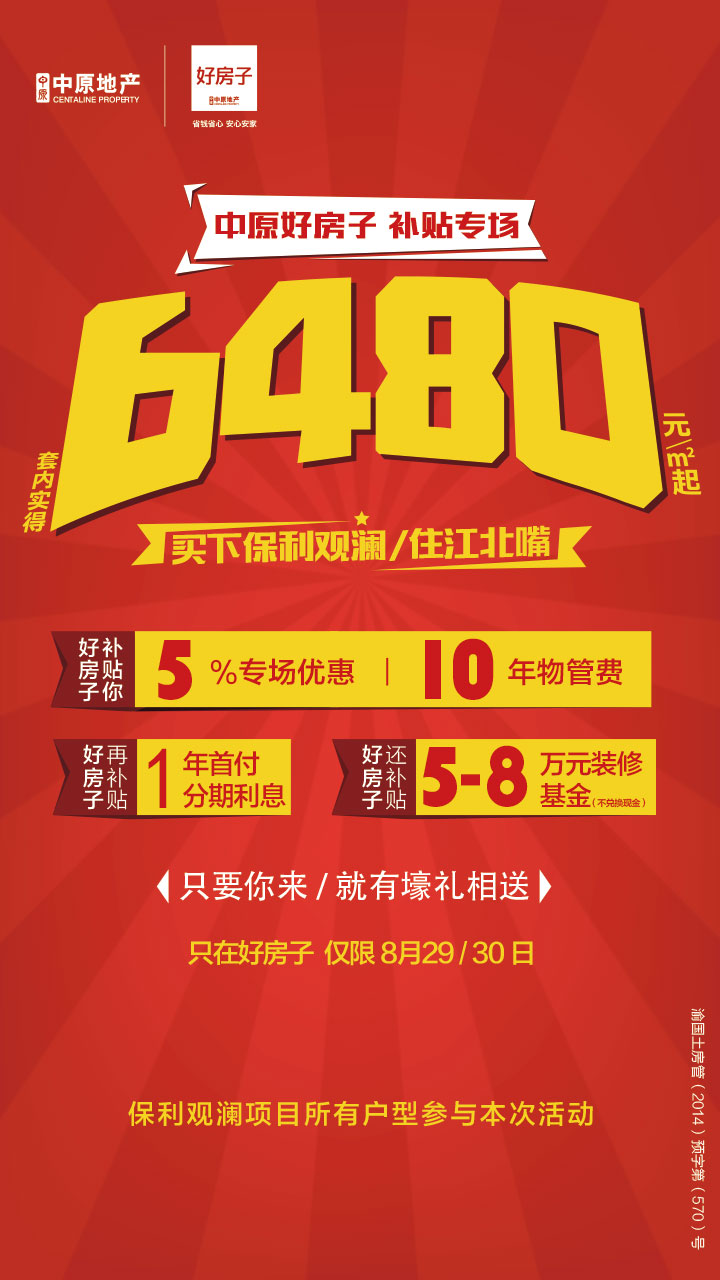 中原
中原地产
CENTALINE PROPERTY
好房子
中原地产
省钱省心 安心安家
中原好房子 补贴专场
套内实得
6480
元/㎡起
买下保利观澜/住江北嘴
好房子
补贴你
5%专场优惠 | 10年物管费
好房子
再补贴
1年首付
分期利息
好房子
还补贴
5-8万元装修
基金(不兑换现金)
只要你来/就有壕礼相送
只在好房子 仅限8月29/30日
保利观澜项目所有户型参与本次活动
渝国土房管(2014)预字第(570)号